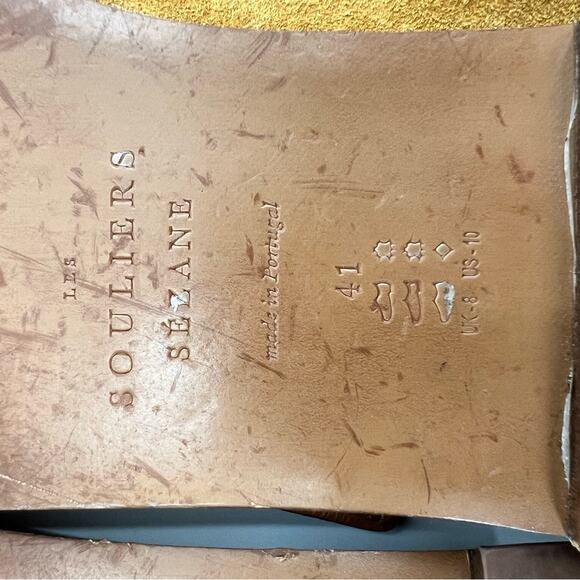 LES
SOULIERS
SÉZANE
made in Portugal
41
UK-8 US-10